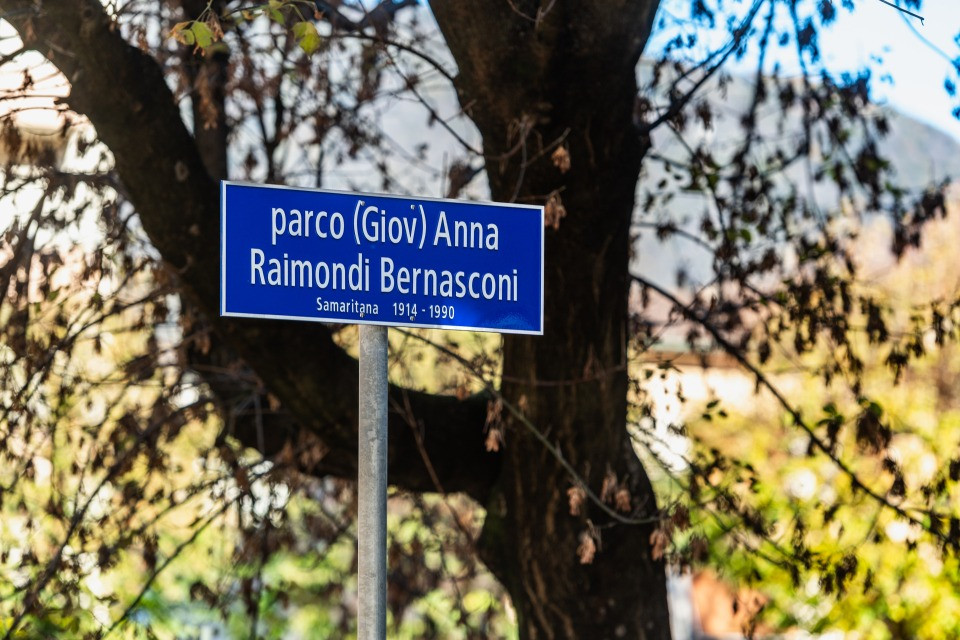 parco (Giov) Anna
Raimondi Bernasconi
Samaritana 1914 - 1990